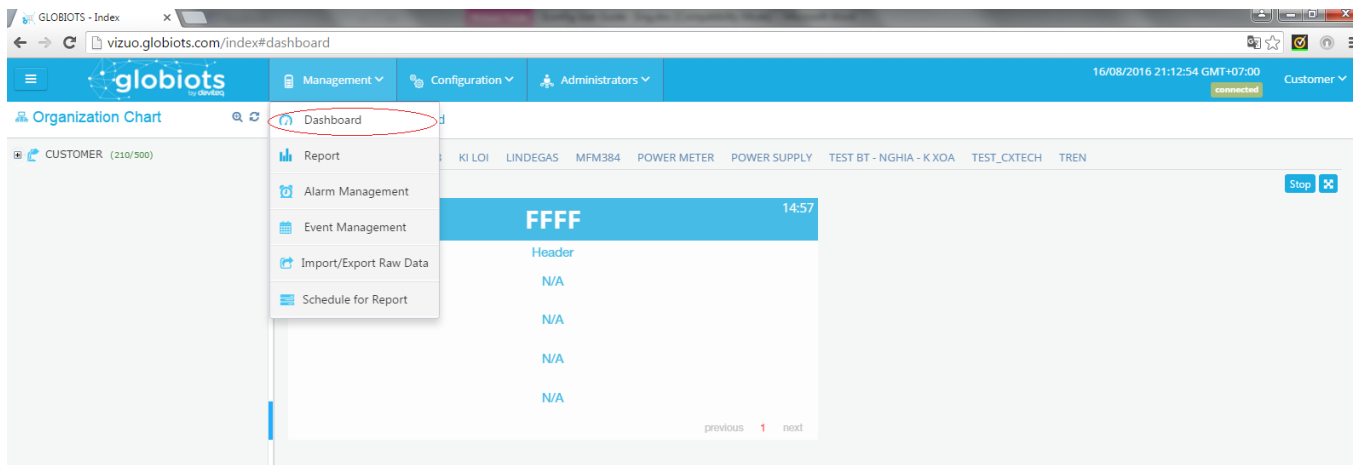 GLOBIOTS - Index
vizuo.globiots.com/index#dashboard
globiots
by deviteq
Management
Configuration
Administrators
16/08/2016 21:12:54 GMT+07:00
connected
Customer
Organization Chart
Dashboard
CUSTOMER (210/500)
Report
KI LOI LINDEGAS MFM384 POWER METER POWER SUPPLY TEST BT - NGHIA - K XOA TEST_CXTECH TREN
Stop
Alarm Management
Event Management
Import/Export Raw Data
Schedule for Report
FFFF
14:57
Header
N/A
N/A
N/A
N/A
previous 1 next